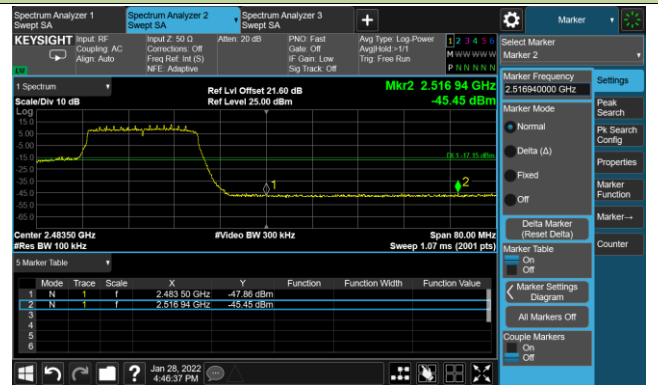 Spectrum Analyzer 1
Swept SA
Spectrum Analyzer 2
Swept SA
Spectrum Analyzer 3
Swept SA
Marker
KEYSIGHT
Input: RF
Coupling: AC
Align: Auto
Input Z: 50 Ω
Corrections: Off
Freq Ref: Int (S)
NFE: Adaptive
Atten: 20 dB
PNO: Fast
Gate: Off
IF Gain: Low
Sig Track: Off
Avg Type: Log-Power
Avg|Hold:>1/1
Trig: Free Run
1 2 3 4 5 6
M W W W W W
P N N N N N
LW
1 Spectrum
Scale/Div 10 dB
Log
Ref Lvl Offset 21.60 dB
Ref Level 25.00 dBm
Mkr2 2.516 94 GHz
-45.45 dBm
15.0
5.00
-5.00
-15.0
-25.0
-35.0
-45.0
-55.0
-65.0
DL1 -17.15 dBm
1
2
Center 2.48350 GHz
#Res BW 100 kHz
#Video BW 300 kHz
Span 80.00 MHz
Sweep 1.07 ms (2001 pts)
5 Marker Table
Mode Trace Scale X Y Function Function Width Function Value
1 N 1 f 2.483 50 GHz -47.86 dBm
2 N 1 f 2.516 94 GHz -45.45 dBm
3
4
5
6
Jan 28, 2022
4:46:37 PM
Select Marker
Marker 2
Marker Frequency
2.516940000 GHz
Marker Mode
Normal
Delta (Δ)
Fixed
Off
Delta Marker
(Reset Delta)
Marker Table
On
Off
Marker Settings
Diagram
All Markers Off
Couple Markers
On
Off
Settings
Peak
Search
Pk Search
Config
Properties
Marker
Function
Marker→
Counter